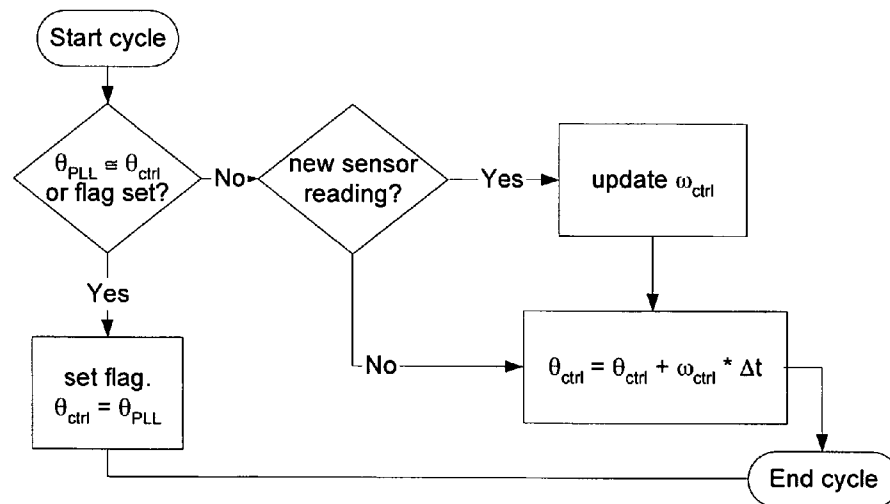 Start cycle
θPLL ≅ θctrl
or flag set?
No
new sensor
reading?
Yes
update ωctrl
Yes
No
set flag.
θctrl = θPLL
θctrl = θctrl + ωctrl * Δt
End cycle